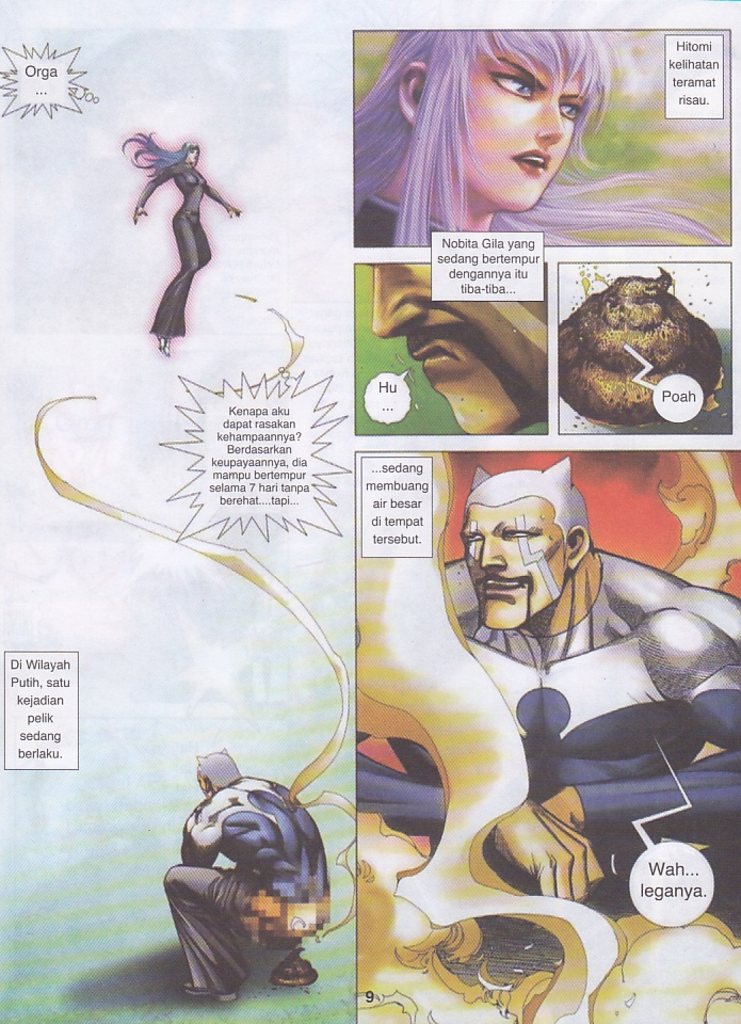 Orga
...
Hitomi
kelihatan
teramat
risau.
Nobita Gila yang
sedang bertempur
dengannya itu
tiba-tiba...
Hu
...
Poah
Kenapa aku
dapat rasakan
kehampaannya?
Berdasarkan
keupayaannya, dia
mampu bertempur
selama 7 hari tanpa
berehat....tapi...
...sedang
membuang
air besar
di tempat
tersebut.
Di Wilayah
Putih, satu
kejadian
pelik
sedang
berlaku.
Wah...
leganya.
9